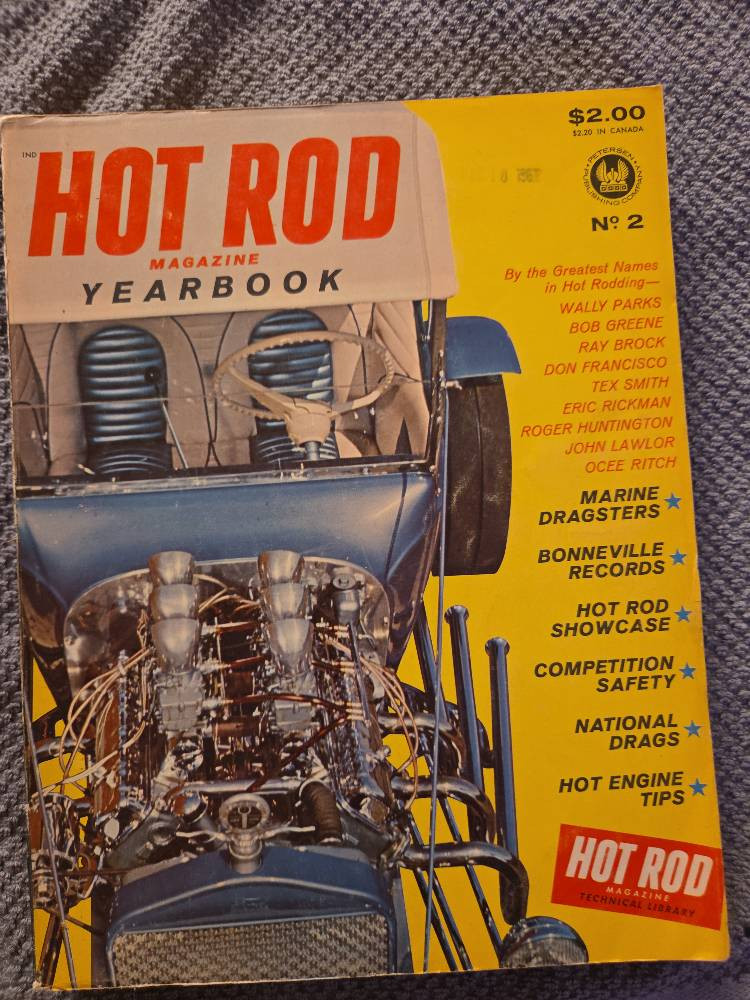 $2.00
$2.20 IN CANADA
IND
HOT ROD
MAGAZINE
YEARBOOK
PETERSEN
PUBLISHING COMPANY
Nº 2
By the Greatest Names
in Hot Rodding—
WALLY PARKS
BOB GREENE
RAY BROCK
DON FRANCISCO
TEX SMITH
ERIC RICKMAN
ROGER HUNTINGTON
JOHN LAWLOR
OCEE RITCH
MARINE
DRAGSTERS
BONNEVILLE
RECORDS
HOT ROD
SHOWCASE
COMPETITION
SAFETY
NATIONAL
DRAGS
HOT ENGINE
TIPS
HOT ROD
MAGAZINE
TECHNICAL LIBRARY